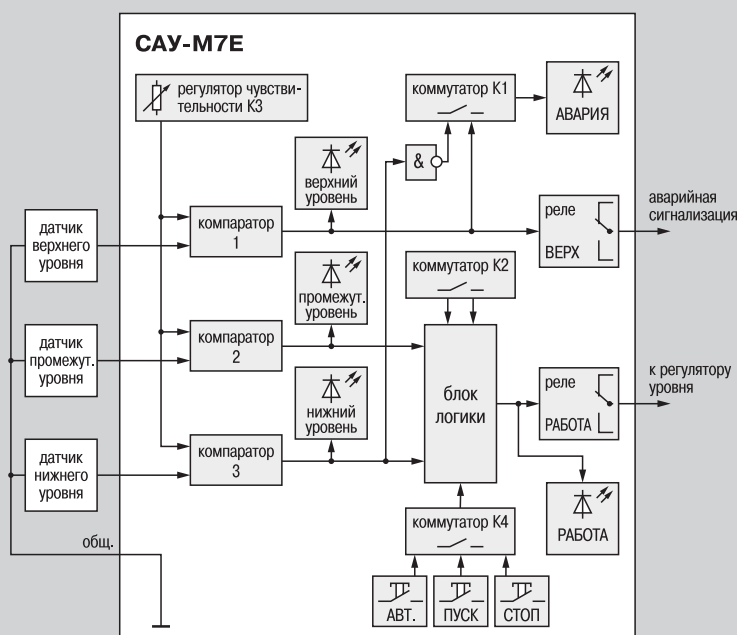 САУ-М7Е
регулятор чувстви-
тельности К3
коммутатор К1
АВАРИЯ
&
верхний
уровень
датчик
верхнего
уровня
компаратор
1
реле
ВЕРХ
аварийная
сигнализация
коммутатор К2
промежут.
уровень
датчик
промежут.
уровня
компаратор
2
блок
логики
реле
РАБОТА
к регулятору
уровня
нижний
уровень
датчик
нижнего
уровня
компаратор
3
РАБОТА
общ.
коммутатор К4
АВТ.
ПУСК
СТОП